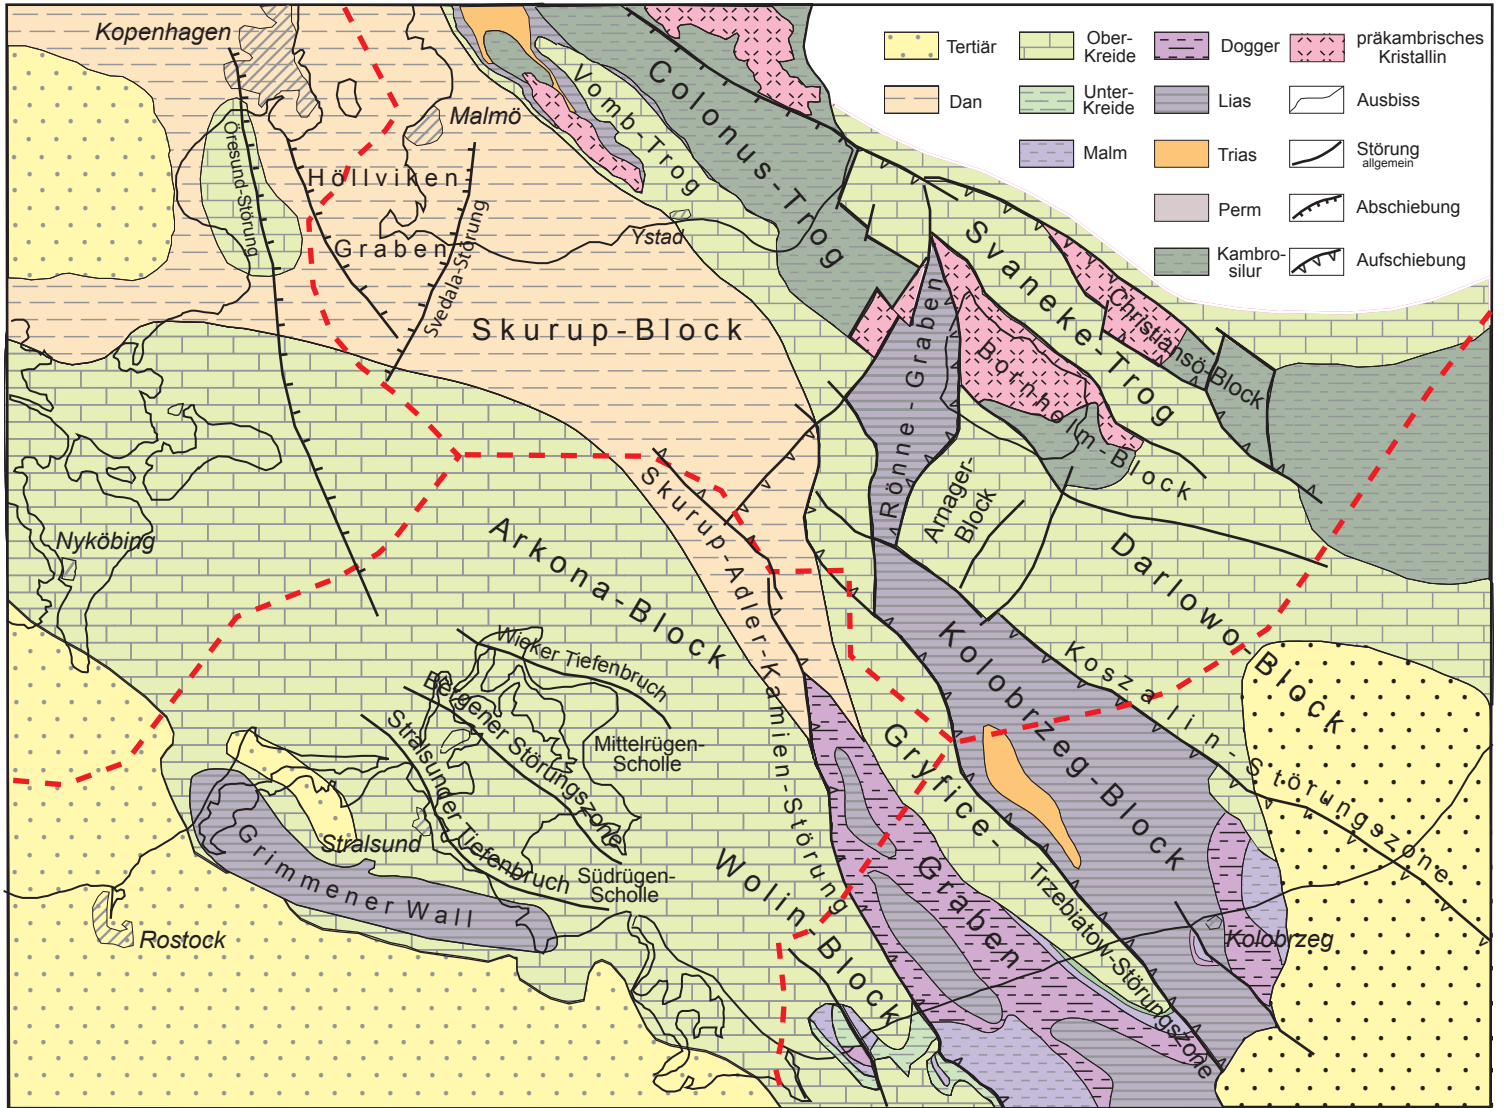 Tertiär
Dan
Ober-
Kreide
Unter-
Kreide
Malm
Dogger
Lias
Trias
Perm
Kambro-
silur
präkambrisches
Kristallin
Ausbiss
Störung
allgemein
Abschiebung
Aufschiebung
Kopenhagen
Malmö
Öresund-Störung
Höllviken
Graben
Svedala-Störung
Vomb-Trog
Colonus-Trog
Ystad
Skurup-Block
Svaneke-Trog
Christiansö-Block
Rönne-Graben
Bornholm-Block
Arnager-
Block
Darlowo-Block
Nyköbing
Arkona-Block
Skurup-Adler-Kamien-Störung
Wieker Tiefenbruch
Bergener Störungszone
Stralsunder Tiefenbruch
Mittelrügen-
Scholle
Südrügen-
Scholle
Stralsund
Grimmener Wall
Rostock
Kolobrzeg-Block
Koszalin-Störungszone
Gryfice-
Graben
Trzebiatow-Störungszone
Wolin-Block
Kolobrzeg